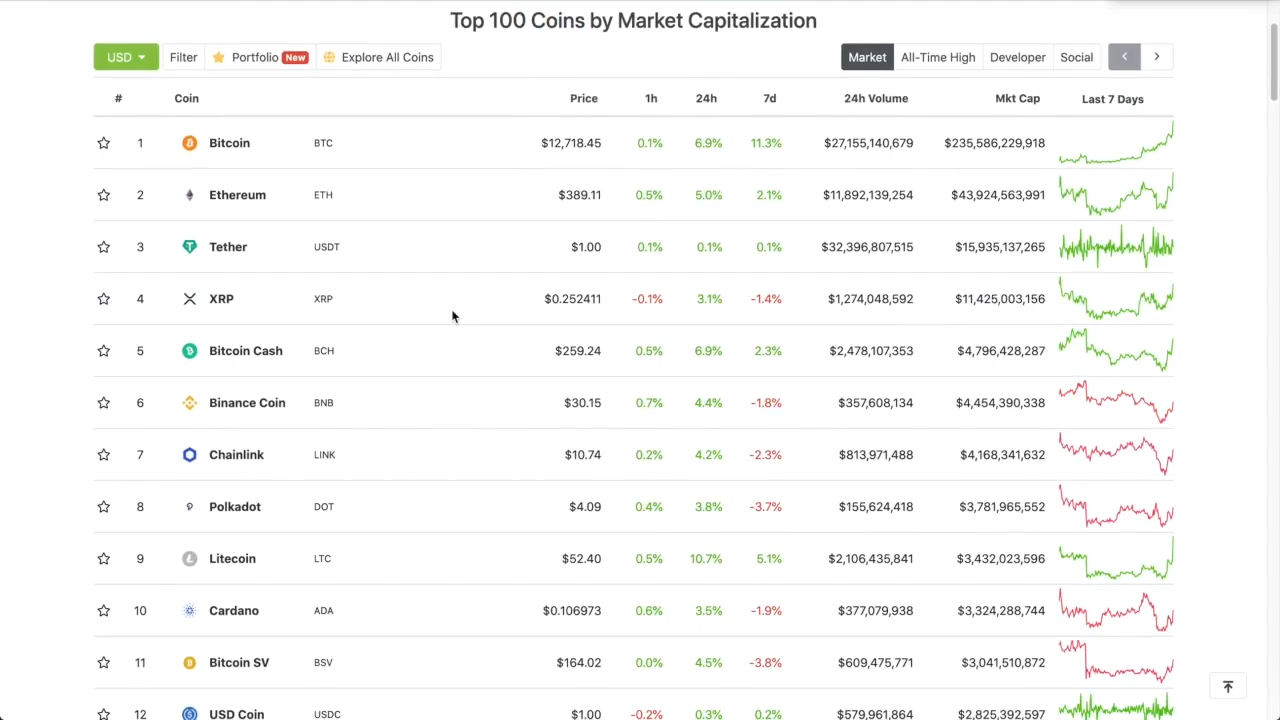 Top 100 Coins by Market Capitalization
USD Filter Portfolio New Explore All Coins Market All-Time High Developer Social
# Coin Price 1h 24h 7d 24h Volume Mkt Cap Last 7 Days
1 Bitcoin BTC $12,718.45 0.1% 6.9% 11.3% $27,155,140,679 $235,586,229,918
2 Ethereum ETH $389.11 0.5% 5.0% 2.1% $11,892,139,254 $43,924,563,991
3 Tether USDT $1.00 0.1% 0.1% 0.1% $32,396,807,515 $15,935,137,265
4 XRP XRP $0.252411 -0.1% 3.1% -1.4% $1,274,048,592 $11,425,003,156
5 Bitcoin Cash BCH $259.24 0.5% 6.9% 2.3% $2,478,107,353 $4,796,428,287
6 Binance Coin BNB $30.15 0.7% 4.4% -1.8% $357,608,134 $4,454,390,338
7 Chainlink LINK $10.74 0.2% 4.2% -2.3% $813,971,488 $4,168,341,632
8 Polkadot DOT $4.09 0.4% 3.8% -3.7% $155,624,418 $3,781,965,552
9 Litecoin LTC $52.40 0.5% 10.7% 5.1% $2,106,435,841 $3,432,023,596
10 Cardano ADA $0.106973 0.6% 3.5% -1.9% $377,079,938 $3,324,288,744
11 Bitcoin SV BSV $164.02 0.0% 4.5% -3.8% $609,475,771 $3,041,510,872
12 USD Coin USDC $1.00 -0.2% 0.3% 0.2% $579,961,864 $2,825,392,597